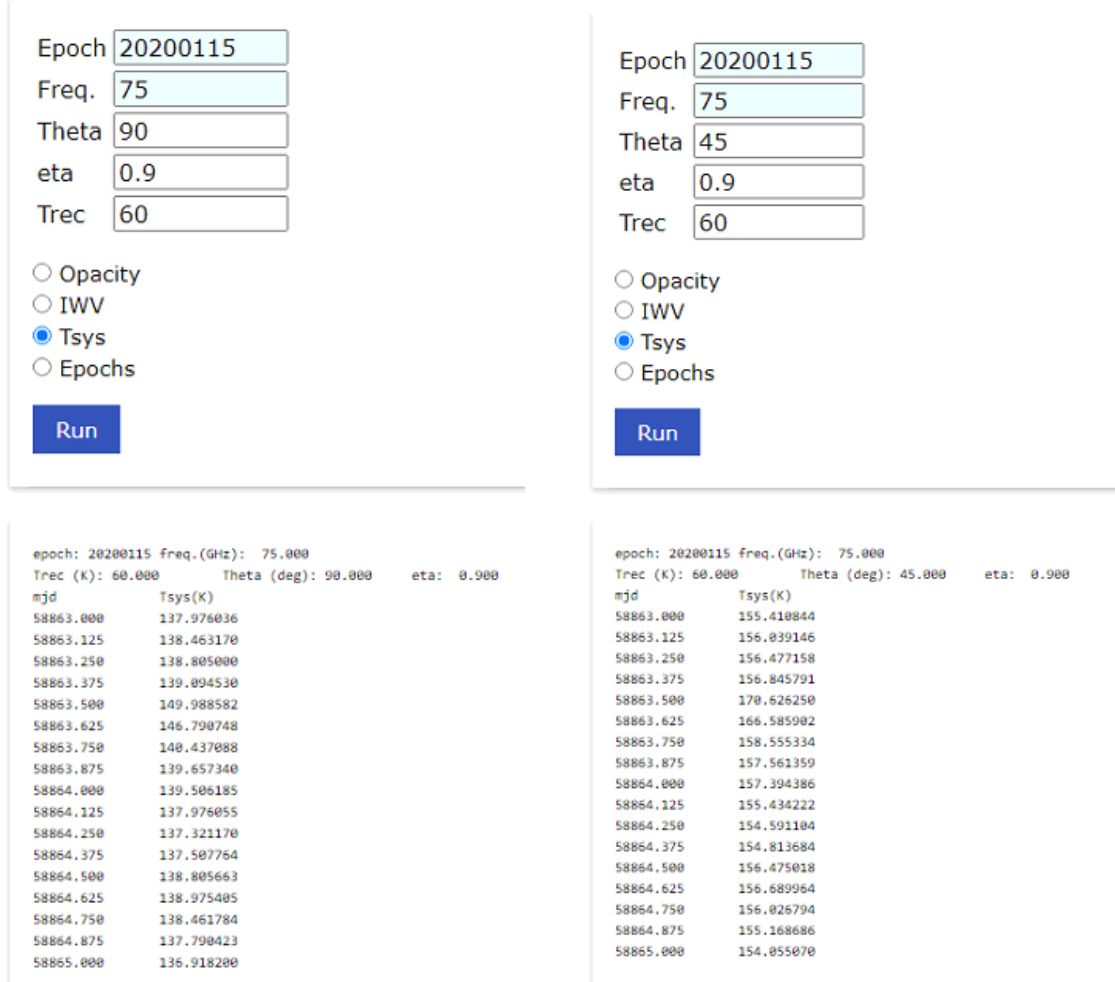 Epoch 20200115
Freq. 75
Theta 90
eta 0.9
Trec 60
Opacity
IWV
Tsys
Epochs
Run
epoch: 20200115 freq.(GHz): 75.000
Trec (K): 60.000 Theta (deg): 90.000 eta: 0.900
mjd Tsys(K)
58863.000 137.976036
58863.125 138.463170
58863.250 138.805000
58863.375 139.094530
58863.500 149.988582
58863.625 146.790748
58863.750 140.437088
58863.875 139.657340
58864.000 139.506185
58864.125 137.976055
58864.250 137.321170
58864.375 137.507764
58864.500 138.805663
58864.625 138.975405
58864.750 138.461784
58864.875 137.790423
58865.000 136.918200
Epoch 20200115
Freq. 75
Theta 45
eta 0.9
Trec 60
Opacity
IWV
Tsys
Epochs
Run
epoch: 20200115 freq.(GHz): 75.000
Trec (K): 60.000 Theta (deg): 45.000 eta: 0.900
mjd Tsys(K)
58863.000 155.410844
58863.125 156.039146
58863.250 156.477158
58863.375 156.845791
58863.500 170.626250
58863.625 166.585902
58863.750 158.555334
58863.875 157.561359
58864.000 157.394386
58864.125 155.434222
58864.250 154.591104
58864.375 154.813684
58864.500 156.475018
58864.625 156.689964
58864.750 156.026794
58864.875 155.168686
58865.000 154.055070